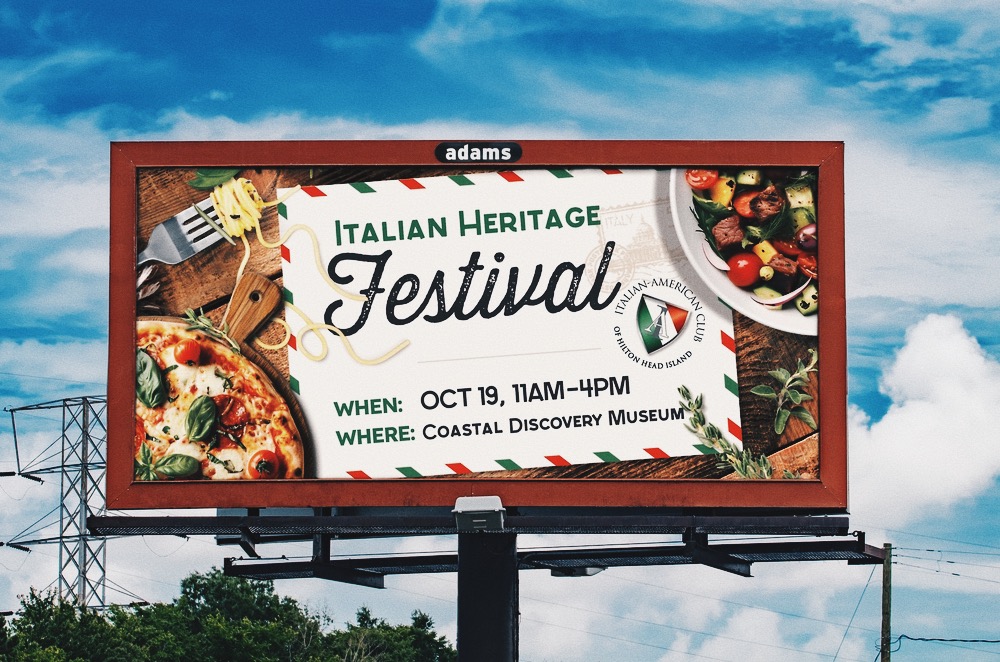 adams
Italian Heritage
Festival
ITALY
ITALIAN-AMERICAN CLUB
OF HILTON HEAD ISLAND
WHEN: OCT 19, 11AM–4PM
WHERE: Coastal Discovery Museum